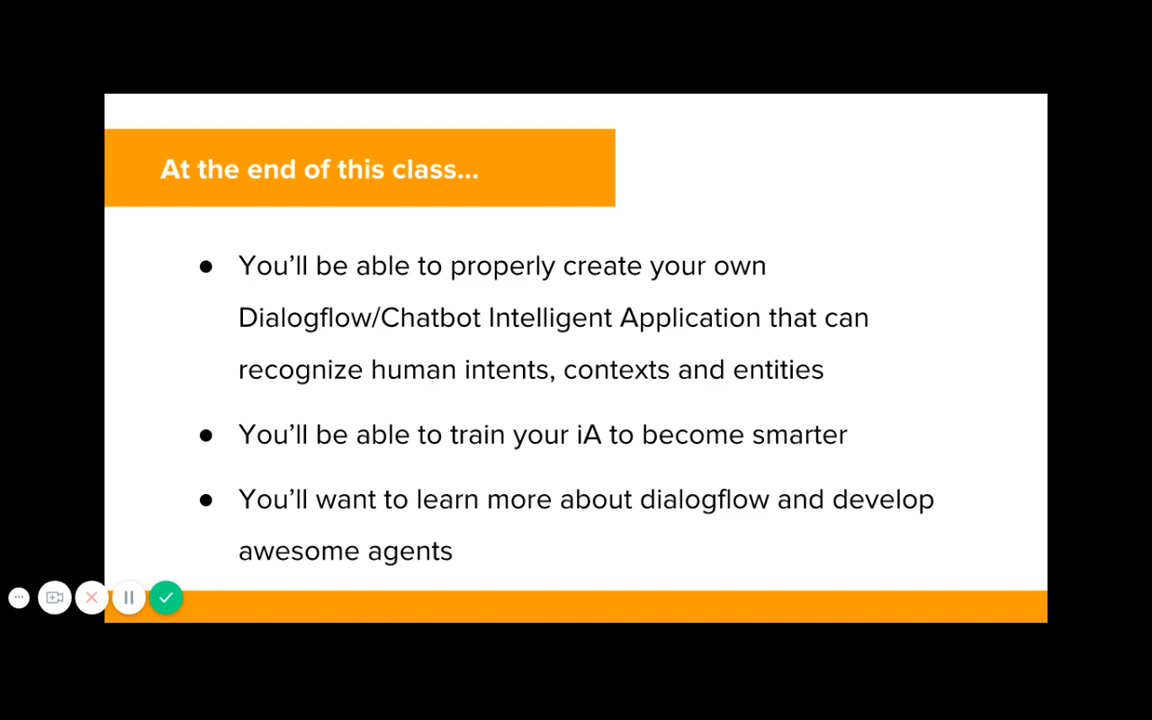 At the end of this class...
● You’ll be able to properly create your own
Dialogflow/Chatbot Intelligent Application that can
recognize human intents, contexts and entities
● You’ll be able to train your iA to become smarter
● You’ll want to learn more about dialogflow and develop
awesome agents